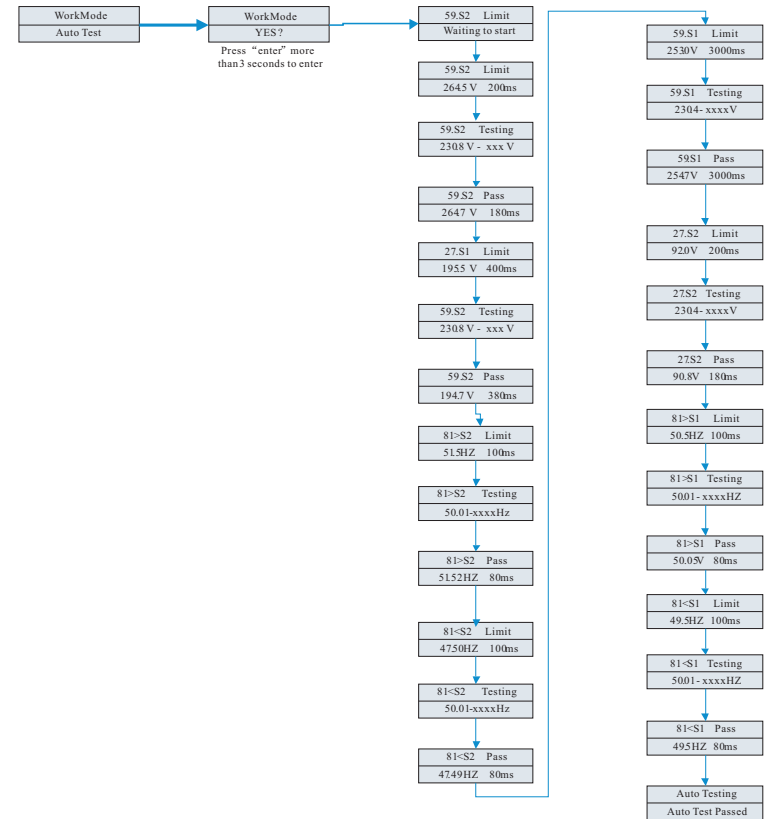 WorkMode
Auto Test
WorkMode
YES?
Press “enter” more
than 3 seconds to enter
59.S2 Limit
Waiting to start
59.S2 Limit
264.5 V 200ms
59.S2 Testing
230.8 V - xxx V
59.S2 Pass
264.7 V 180ms
27.S1 Limit
195.5 V 400ms
59.S2 Testing
230.8 V - xxx V
59.S2 Pass
194.7 V 380ms
81>S2 Limit
51.5HZ 100ms
81>S2 Testing
50.01-xxxxHz
81>S2 Pass
51.52HZ 80ms
81<S2 Limit
47.50HZ 100ms
81<S2 Testing
50.01-xxxxHz
81<S2 Pass
47.49HZ 80ms
59.S1 Limit
253.0V 3000ms
59.S1 Testing
230.4- xxxxV
59.S1 Pass
254.7V 3000ms
27.S2 Limit
92.0V 200ms
27.S2 Testing
230.4- xxxxV
27.S2 Pass
90.8V 180ms
81>S1 Limit
50.5HZ 100ms
81>S1 Testing
50.01- xxxxHZ
81>S1 Pass
50.05V 80ms
81<S1 Limit
49.5HZ 100ms
81<S1 Testing
50.01- xxxxHZ
81<S1 Pass
49.5HZ 80ms
Auto Testing
Auto Test Passed